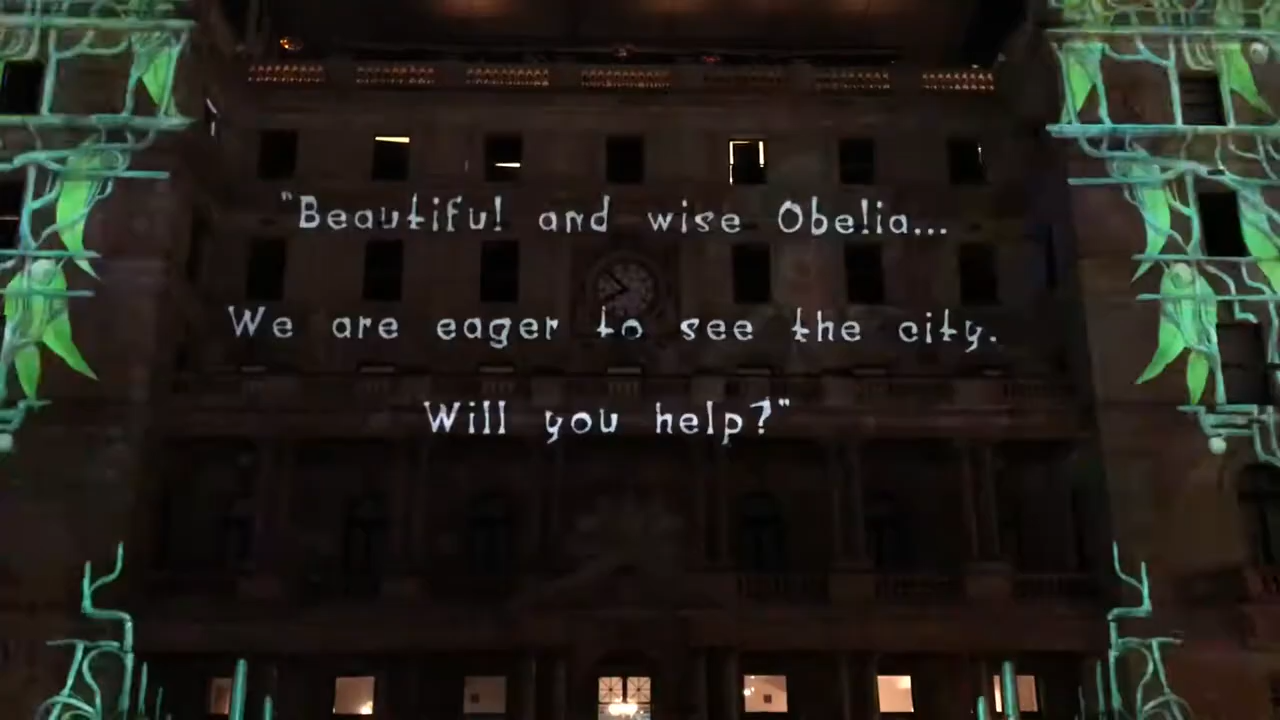 "Beautiful and wise Obelia...
We are eager to see the city.
Will you help?"